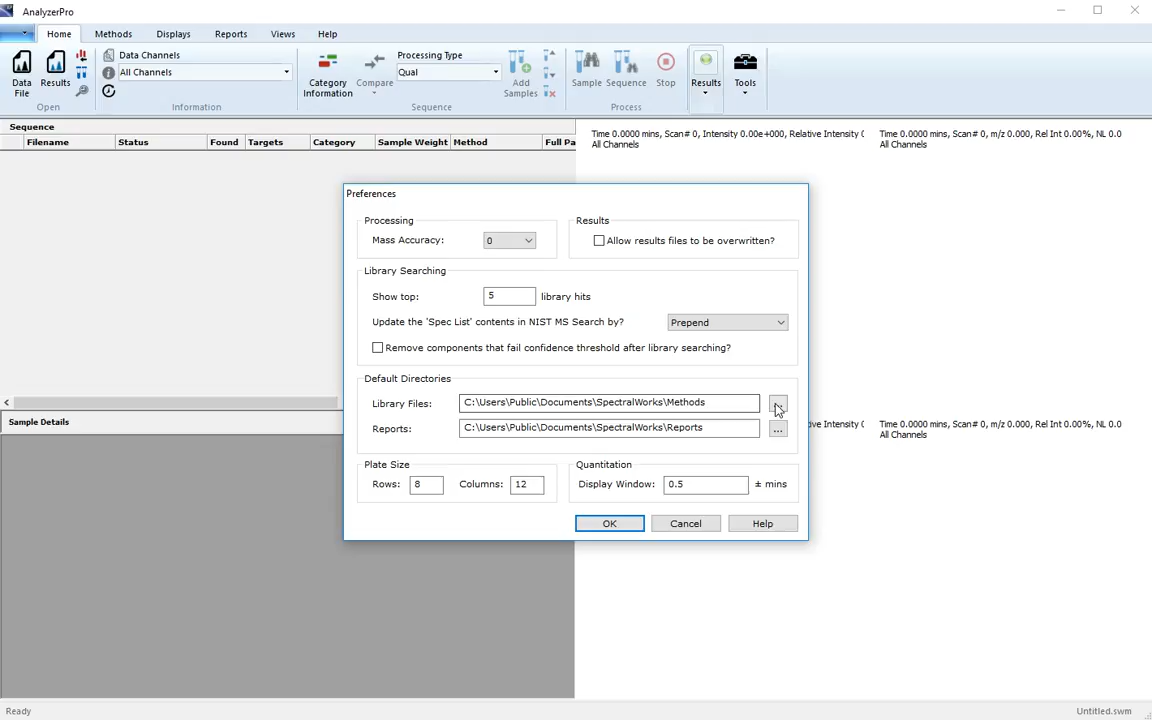 AnalyzerPro
Home Methods Displays Reports Views Help
Data File
Results
Open
Data Channels
All Channels
Information
Category Information
Compare
Processing Type
Qual
Add Samples
Sequence
Sample
Sequence
Stop
Process
Results
Tools
Sequence
Filename Status Found Targets Category Sample Weight Method Full Pa
Time 0.0000 mins, Scan# 0, Intensity 0.00e+000, Relative Intensity (
All Channels
Time 0.0000 mins, Scan# 0, m/z 0.000, Rel Int 0.00%, NL 0.0
All Channels
Preferences
Processing
Mass Accuracy: 0
Results
Allow results files to be overwritten?
Library Searching
Show top: 5 library hits
Update the 'Spec List' contents in NIST MS Search by? Prepend
Remove components that fail confidence threshold after library searching?
Default Directories
Library Files: C:\Users\Public\Documents\SpectralWorks\Methods ...
Reports: C:\Users\Public\Documents\SpectralWorks\Reports ...
Plate Size
Rows: 8 Columns: 12
Quantitation
Display Window: 0.5 ± mins
OK Cancel Help
Sample Details
ive Intensity (
Time 0.0000 mins, Scan# 0, m/z 0.000, Rel Int 0.00%, NL 0.0
All Channels
Ready
Untitled.swm